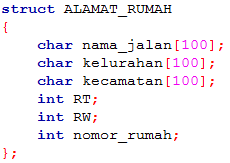 struct ALAMAT_RUMAH
{
    char nama_jalan[100];
    char kelurahan[100];
    char kecamatan[100];
    int RT;
    int RW;
    int nomor_rumah;
};